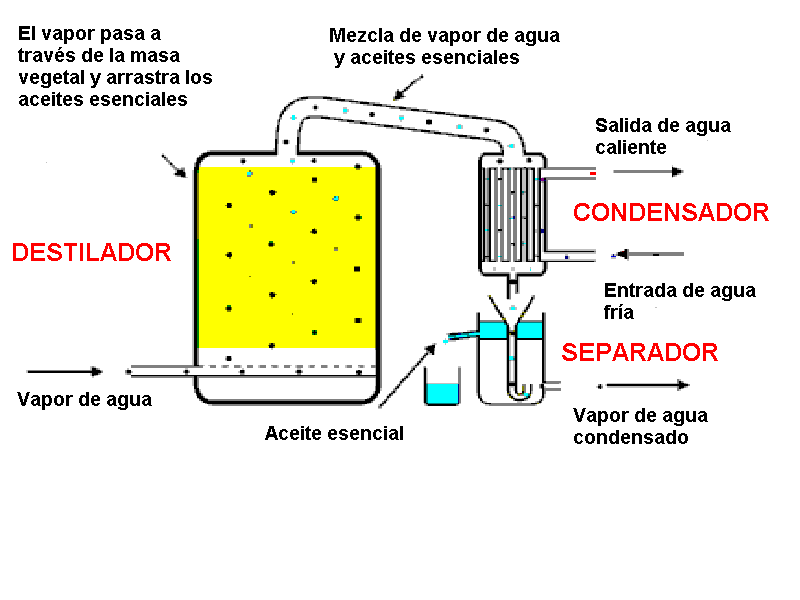 El vapor pasa a
través de la masa
vegetal y arrastra los
aceites esenciales
Mezcla de vapor de agua
y aceites esenciales
Salida de agua
caliente
CONDENSADOR
DESTILADOR
Entrada de agua
fría
SEPARADOR
Vapor de agua
Aceite esencial
Vapor de agua
condensado